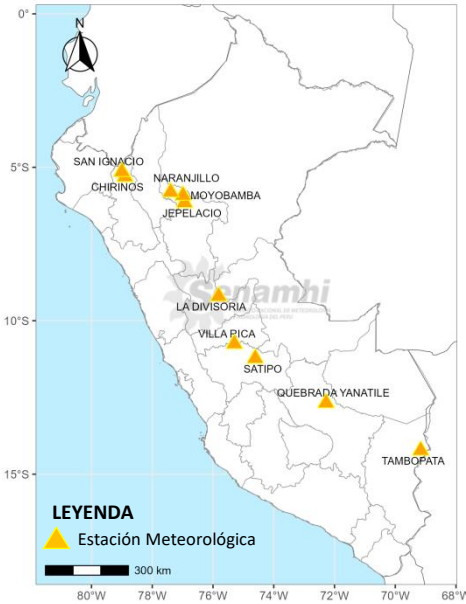 0°
N
SAN IGNACIO
5°S
NARANJILLO
CHIRINOS
MOYOBAMBA
JEPELACIO
Senamhi
LA DIVISORIA
10°S
VILLA RICA
SATIPO
QUEBRADA YANATILE
TAMBOPATA
15°S
LEYENDA
Estación Meteorológica
300 km
80°W 78°W 76°W 74°W 72°W 70°W 68°W